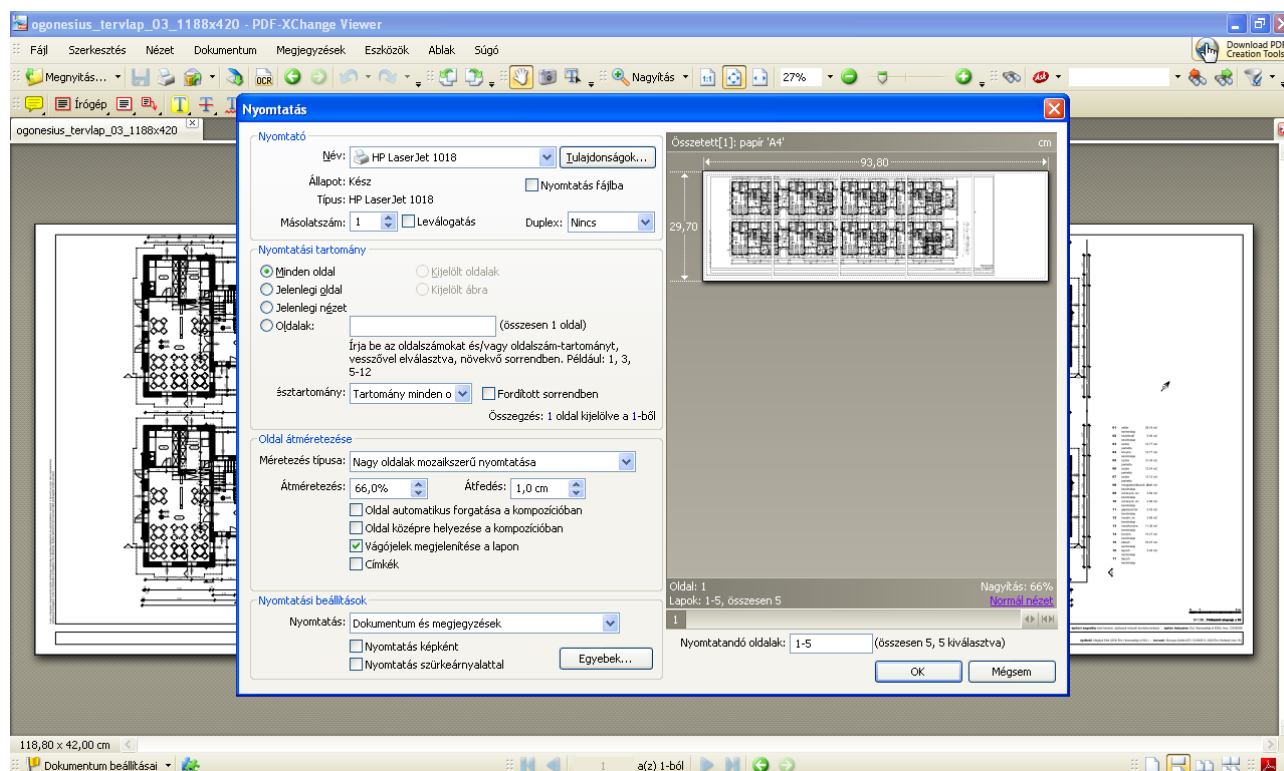 ogonesius_tervlap_03_1188x420 - PDF-XChange Viewer
Fájl Szerkesztés Nézet Dokumentum Megjegyzések Eszközök Ablak Súgó
Download PDF
Creation Tools
Megnyitás... OCR Nagyítás 1:1 27%
Írógép
ogonesius_tervlap_03_1188x420
Nyomtatás
Nyomtató
Név: HP LaserJet 1018 Tulajdonságok...
Állapot: Kész Nyomtatás fájlba
Típus: HP LaserJet 1018
Másolatszám: 1 Leválogatás Duplex: Nincs
Nyomtatási tartomány
Minden oldal Kijelölt oldalak
Jelenlegi oldal Kijelölt ábra
Jelenlegi nézet
Oldalak: (összesen 1 oldal)
Írja be az oldalszámokat és/vagy oldalszám-tartományt,
vesszővel elválasztva, növekvő sorrendben. Például: 1, 3,
5-12
észtartomány: Tartomány minden o Fordított sorrendben
Összegzés: 1 oldal kijelölve a 1-ből
Oldal átméretezése
Méretezés típusa: Nagy oldalak nyomtatása
Átméretezés: 66,0% Átfedés: 1,0 cm
Oldal automatikus forgatása a kompozícióban
Oldal a kompozícióban
Vágójelek megjelenítése a lapon
Címkék
Nyomtatási beállítások
Nyomtatás: Dokumentum és megjegyzések
Nyomtatás képként
Nyomtatás szürkeárnyalattal Egyebek...
Összetett[1]: papír 'A4' cm
93,80
29,70
Oldal: 1 Nagyítás: 66%
Lapok: 1-5, összesen 5 Normál nézet
1
Nyomtatandó oldalak: 1-5 (összesen 5, 5 kiválasztva)
OK Mégsem
118,80 x 42,00 cm
Dokumentum beállításai 1 a(z) 1-ból